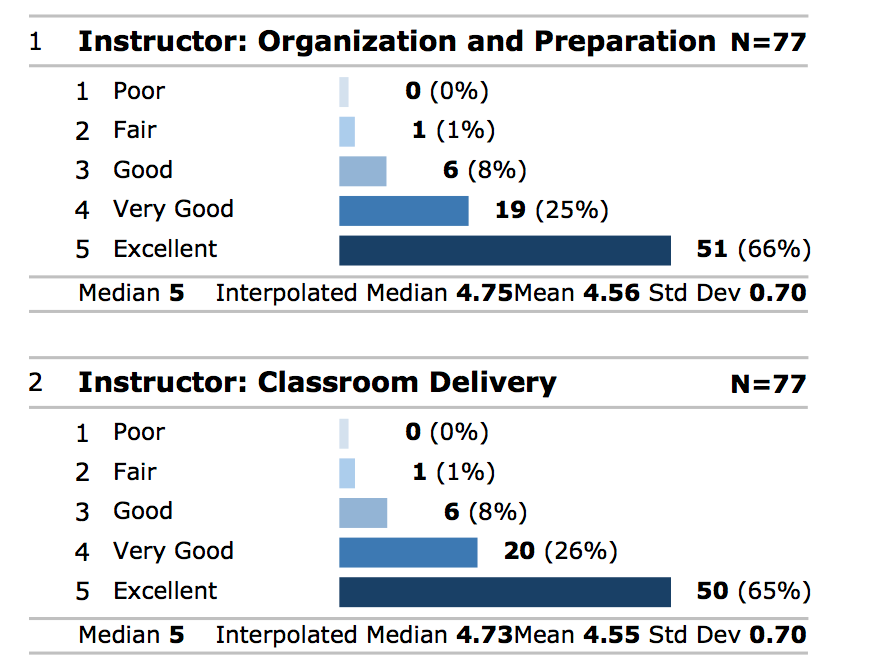 1 Instructor: Organization and Preparation N=77
1 Poor 0 (0%)
2 Fair 1 (1%)
3 Good 6 (8%)
4 Very Good 19 (25%)
5 Excellent 51 (66%)
Median 5 Interpolated Median 4.75Mean 4.56 Std Dev 0.70
2 Instructor: Classroom Delivery N=77
1 Poor 0 (0%)
2 Fair 1 (1%)
3 Good 6 (8%)
4 Very Good 20 (26%)
5 Excellent 50 (65%)
Median 5 Interpolated Median 4.73Mean 4.55 Std Dev 0.70